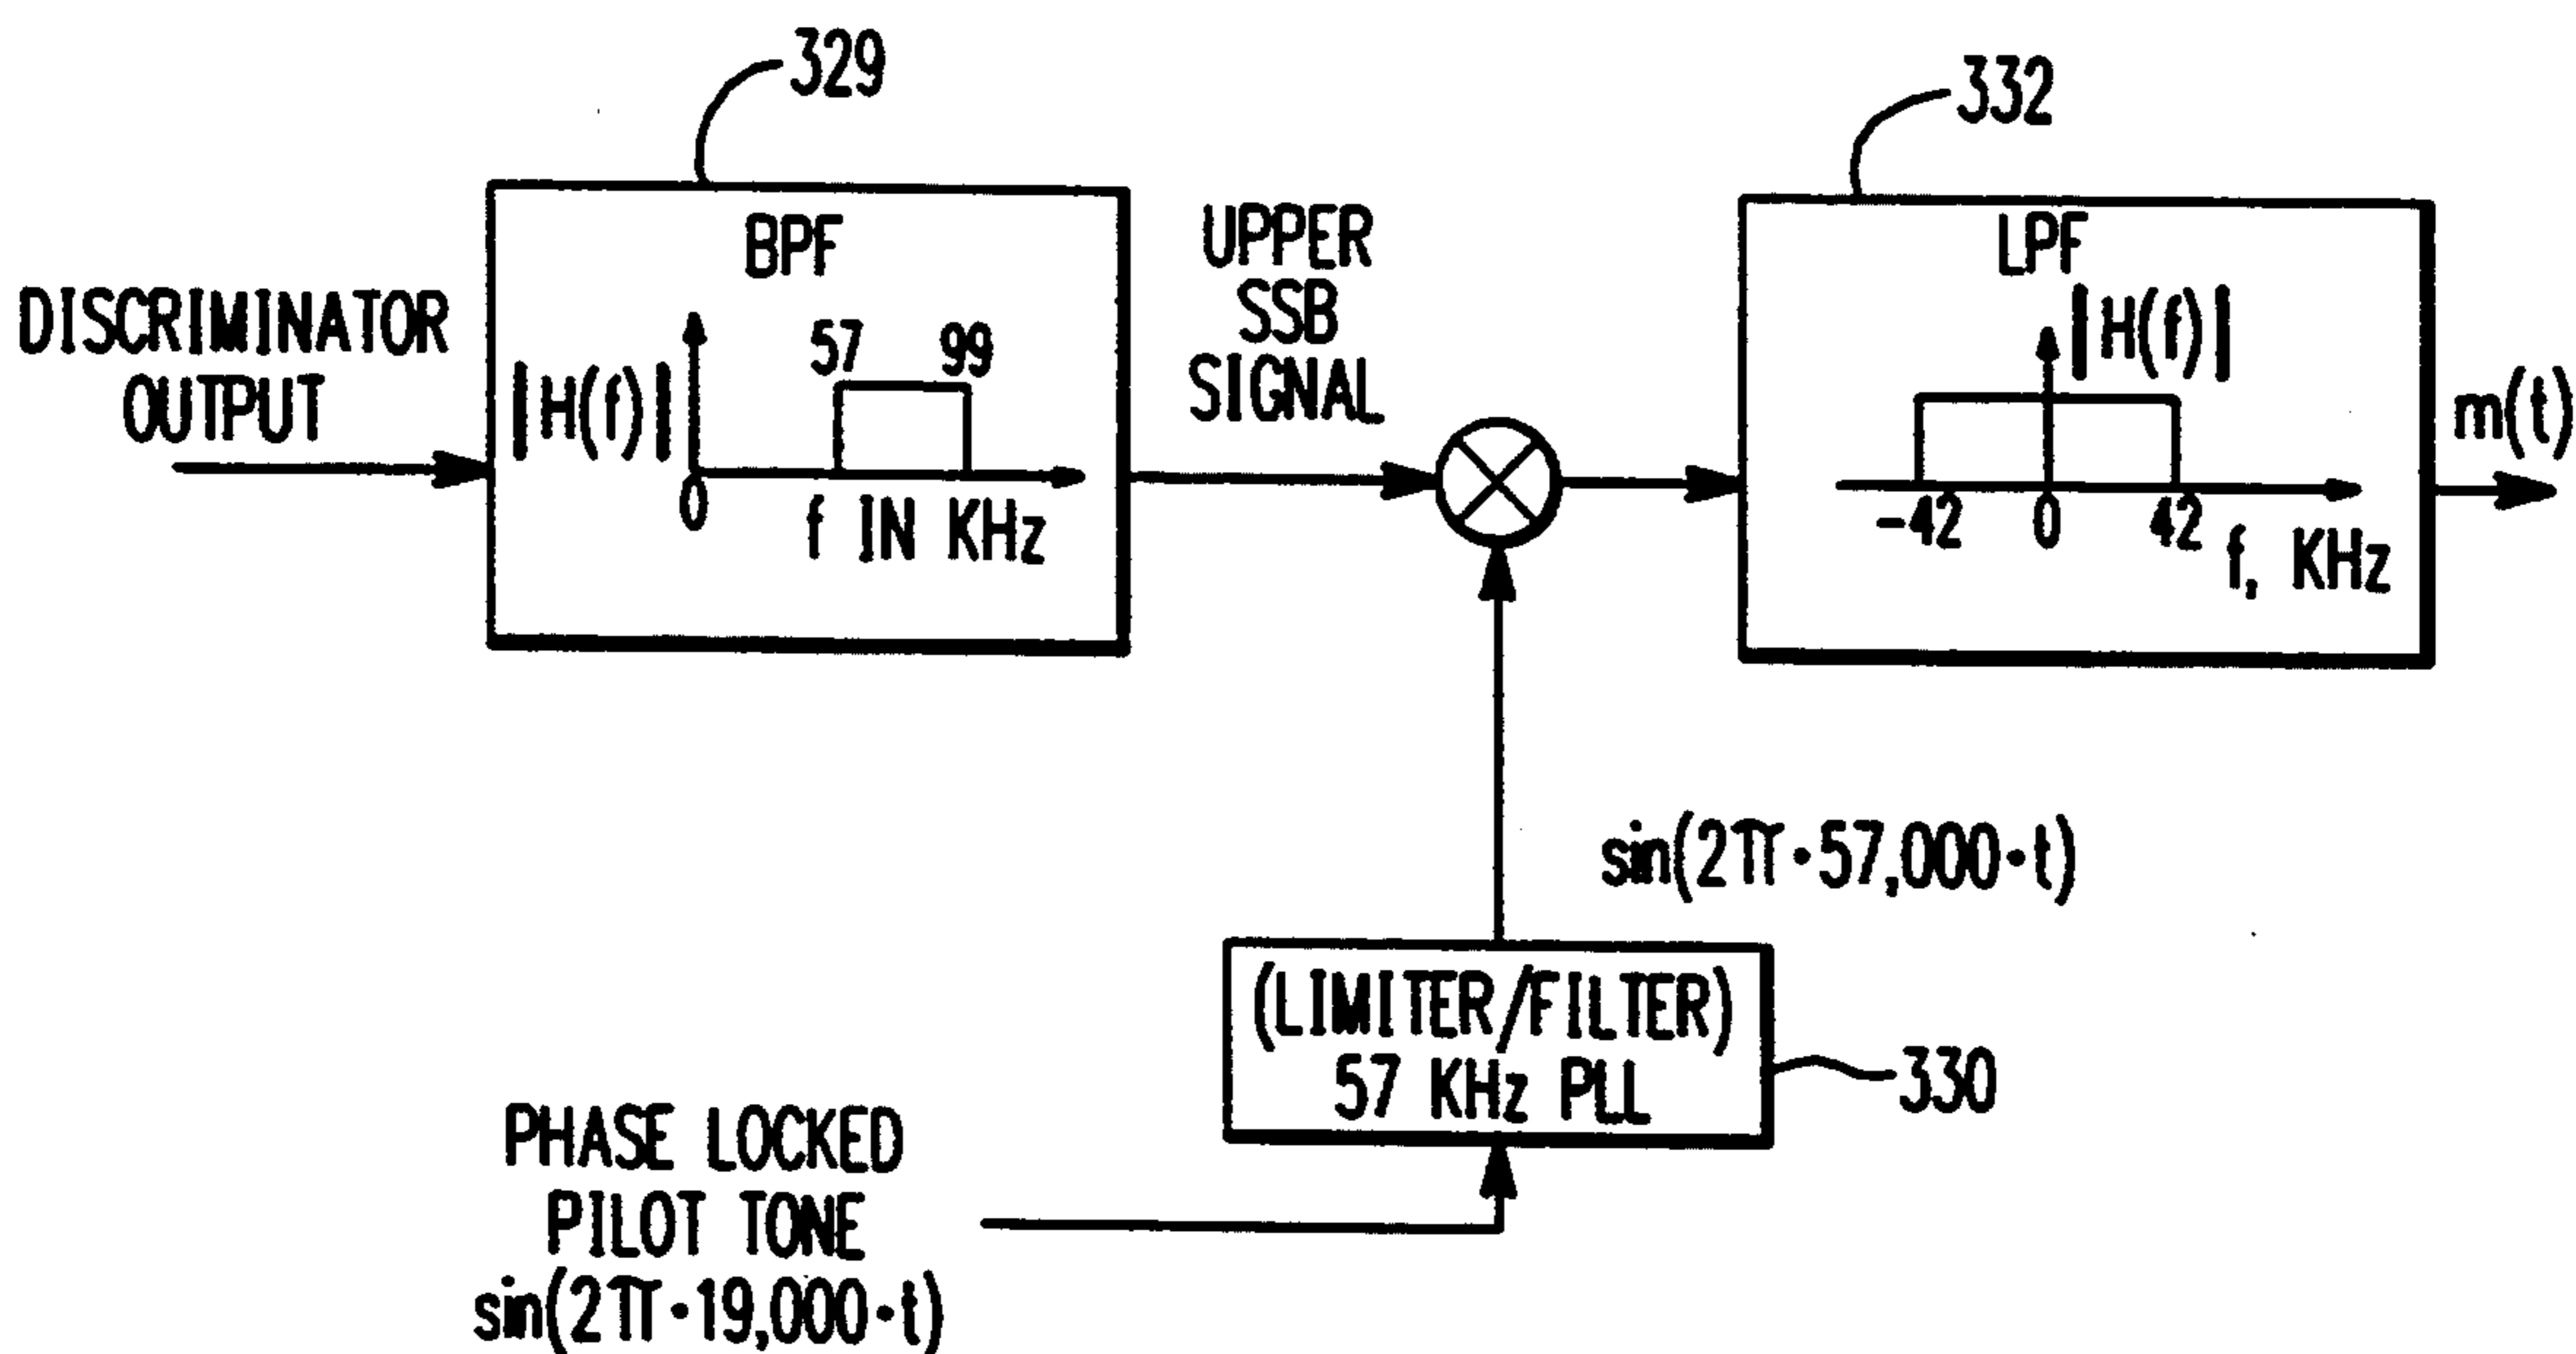 329
BPF
|H(f)|
57
99
0
f IN KHz
DISCRIMINATOR
OUTPUT
UPPER
SSB
SIGNAL
332
LPF
|H(f)|
-42
0
42
f, KHz
m(t)
sin(2π·57,000·t)
(LIMITER/FILTER)
57 KHz PLL
330
PHASE LOCKED
PILOT TONE
sin(2π·19,000·t)